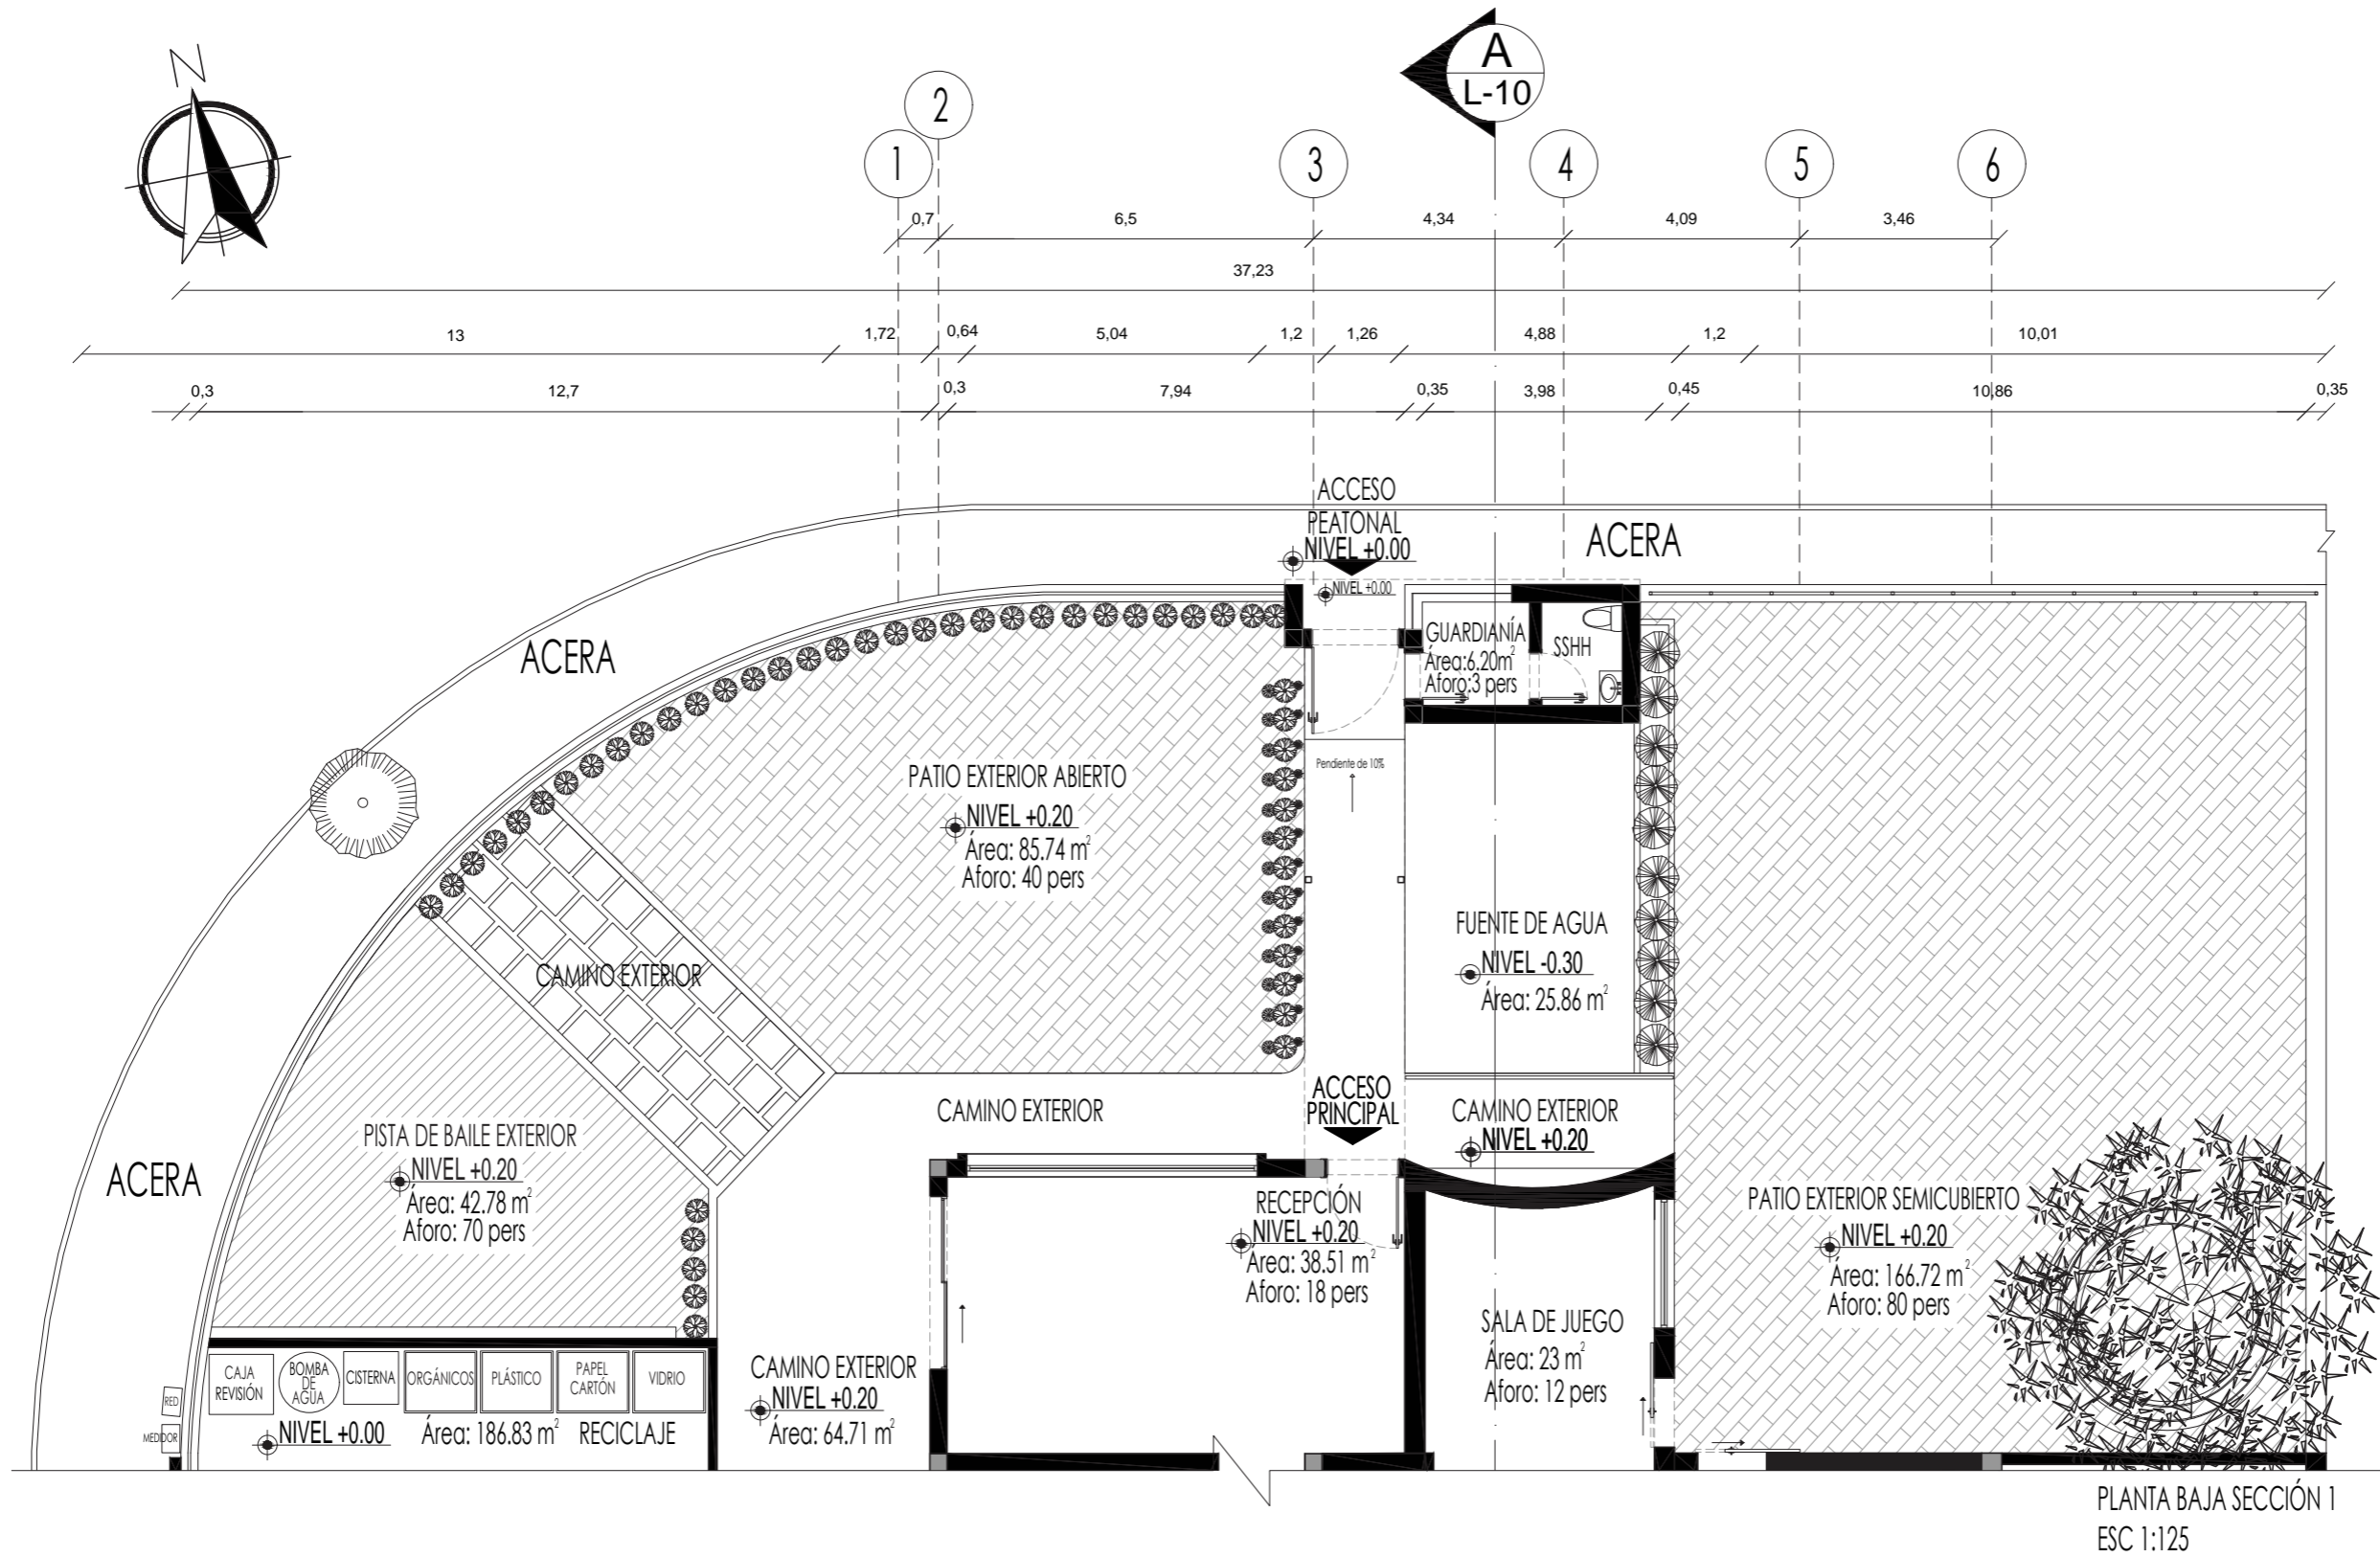 N
A
L-10
2
1
3
4
5
6
0,7
6,5
4,34
4,09
3,46
37,23
13
1,72
0,64
5,04
1,2
1,26
4,88
1,2
10,01
0,3
12,7
0,3
7,94
0,35
3,98
0,45
10,86
0,35
ACCESO
PEATONAL
NIVEL +0.00
ACERA
NIVEL +0.00
ACERA
GUARDIANÍA
Área:6.20m²
Aforo:3 pers
SSHH
Pendiente de 10%
PATIO EXTERIOR ABIERTO
NIVEL +0.20
Área: 85.74 m²
Aforo: 40 pers
FUENTE DE AGUA
NIVEL -0.30
Área: 25.86 m²
CAMINO EXTERIOR
CAMINO EXTERIOR
ACCESO
PRINCIPAL
CAMINO EXTERIOR
NIVEL +0.20
PISTA DE BAILE EXTERIOR
NIVEL +0.20
Área: 42.78 m²
Aforo: 70 pers
ACERA
RECEPCIÓN
NIVEL +0.20
Área: 38.51 m²
Aforo: 18 pers
PATIO EXTERIOR SEMICUBIERTO
NIVEL +0.20
Área: 166.72 m²
Aforo: 80 pers
SALA DE JUEGO
Área: 23 m²
Aforo: 12 pers
CAMINO EXTERIOR
NIVEL +0.20
Área: 64.71 m²
CAJA
REVISIÓN
BOMBA
DE
AGUA
CISTERNA
ORGÁNICOS
PLÁSTICO
PAPEL
CARTÓN
VIDRIO
RED
MEDIDOR
NIVEL +0.00
Área: 186.83 m²
RECICLAJE
PLANTA BAJA SECCIÓN 1
ESC 1:125